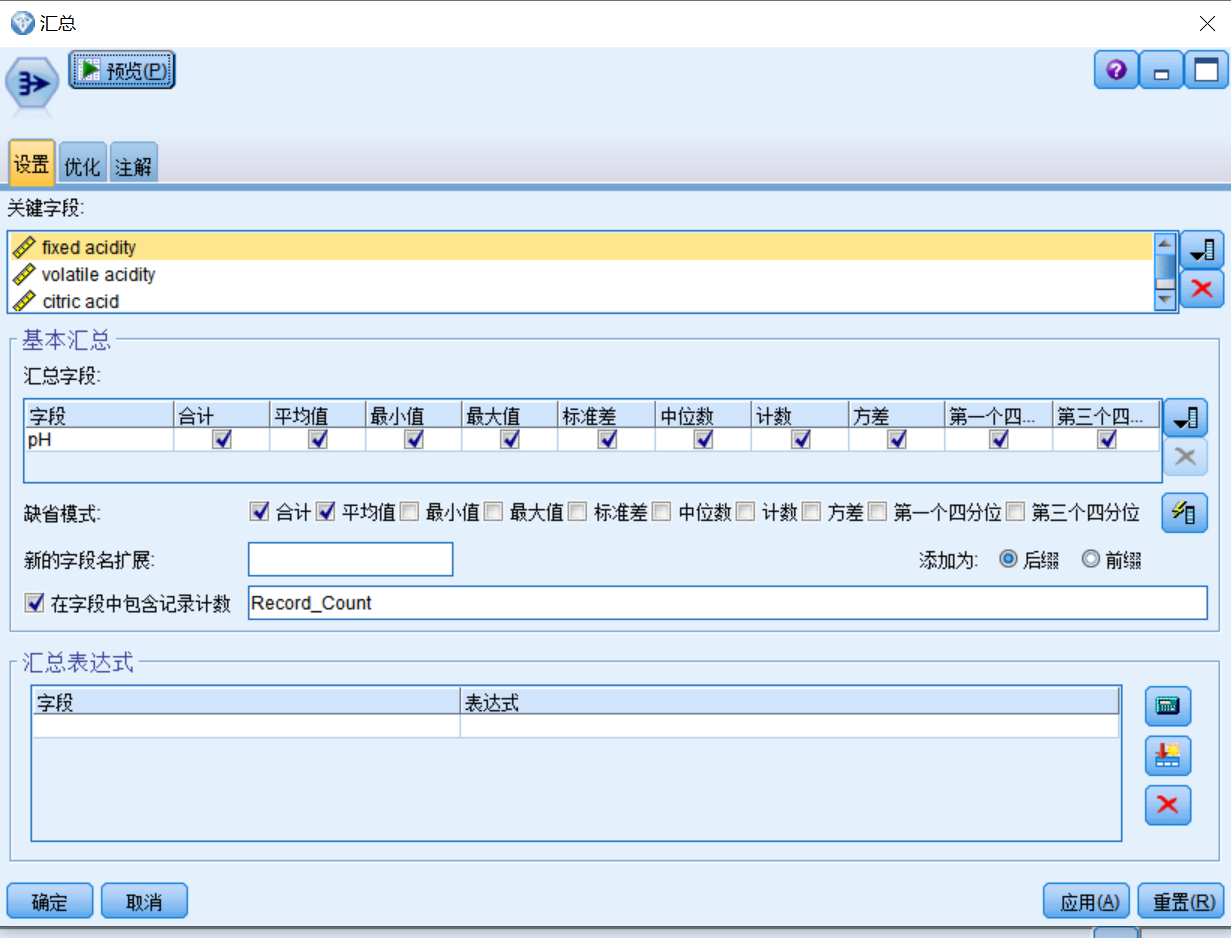 汇总
预览(P)
设置 优化 注解
关键字段:
fixed acidity
volatile acidity
citric acid
基本汇总
汇总字段:
字段 合计 平均值 最小值 最大值 标准差 中位数 计数 方差 第一个四... 第三个四...
pH
缺省模式: 合计 平均值 最小值 最大值 标准差 中位数 计数 方差 第一个四分位 第三个四分位
新的字段名扩展: 添加为: 后缀 前缀
在字段中包含记录计数 Record_Count
汇总表达式
字段 表达式
确定 取消 应用(A) 重置(R)